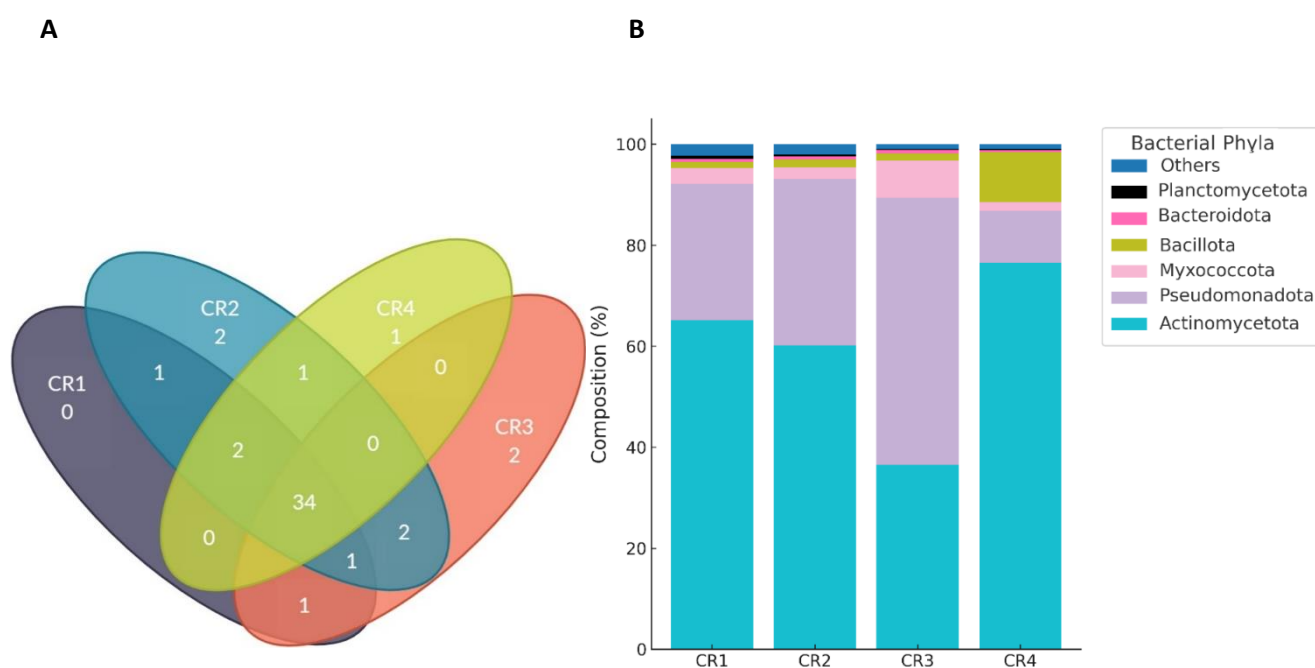 A
B
CR2
2
CR4
1
CR1
0
1
1
0
CR3
2
2
0
34
0
1
2
1
Composition (%)
100
80
60
40
20
0
CR1
CR2
CR3
CR4
Bacterial Phyla
Others
Planctomycetota
Bacteroidota
Bacillota
Myxococcota
Pseudomonadota
Actinomycetota